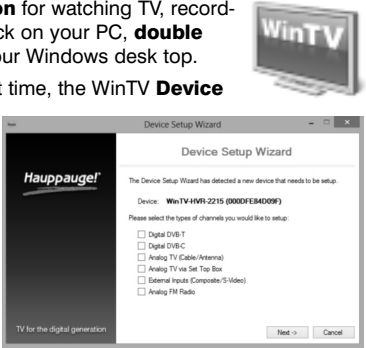 on for watching TV, record-
ck on your PC, double
our Windows desk top.
t time, the WinTV Device
WinTV
Device Setup Wizard
Device Setup Wizard
Hauppauge!
The Device Setup Wizard has detected a new device that needs to be setup.
Device: WinTV-HVR-2215 (000DFE84D09F)
Please select the types of channels you would like to setup:
Digital DVB-T
Digital DVB-C
Analog TV (Cable/Antenna)
Analog TV via Set Top Box
External Inputs (Composite/S-Video)
Analog FM Radio
TV for the digital generation
Next ->
Cancel